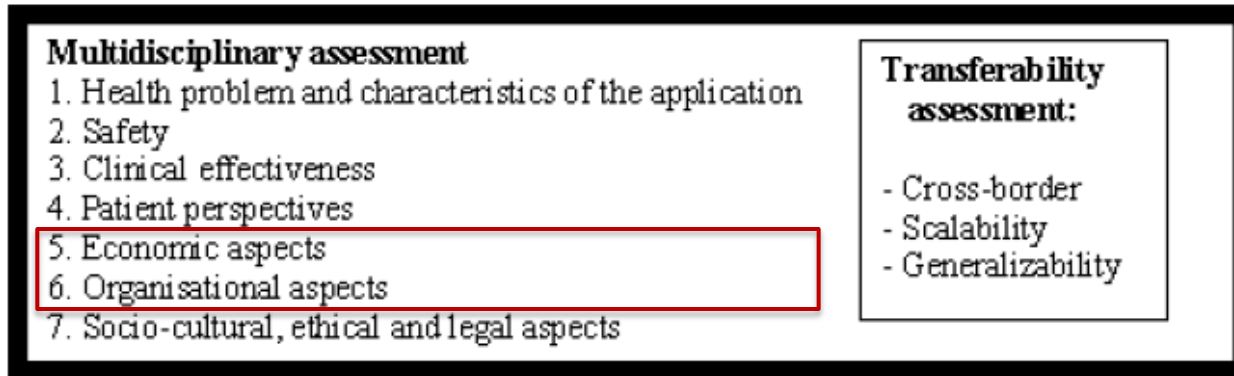 Multidisciplinary assessment
1. Health problem and characteristics of the application
2. Safety
3. Clinical effectiveness
4. Patient perspectives
5. Economic aspects
6. Organisational aspects
7. Socio-cultural, ethical and legal aspects
Transferability
assessment:
- Cross-border
- Scalability
- Generalizability